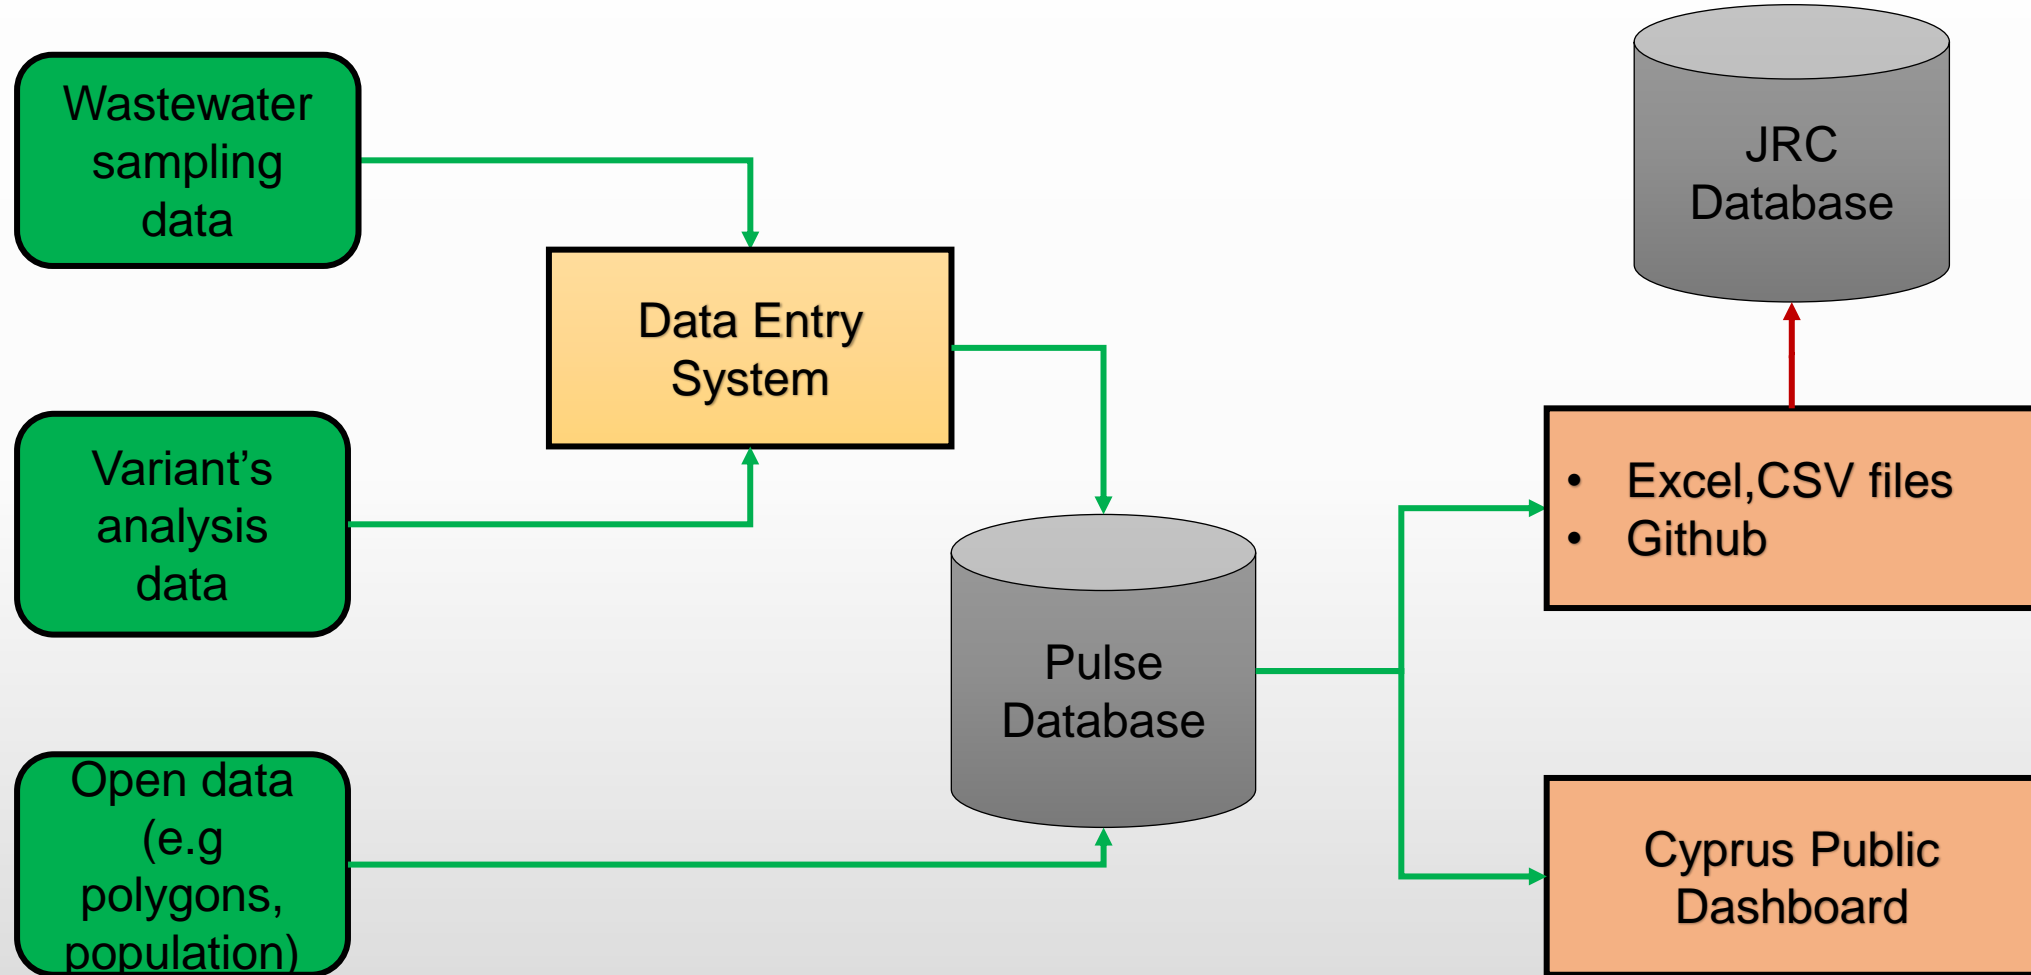 Wastewater
sampling
data
Variant’s
analysis
data
Open data
(e.g
polygons,
population)
Data Entry
System
Pulse
Database
JRC
Database
• Excel,CSV files
• Github
Cyprus Public
Dashboard